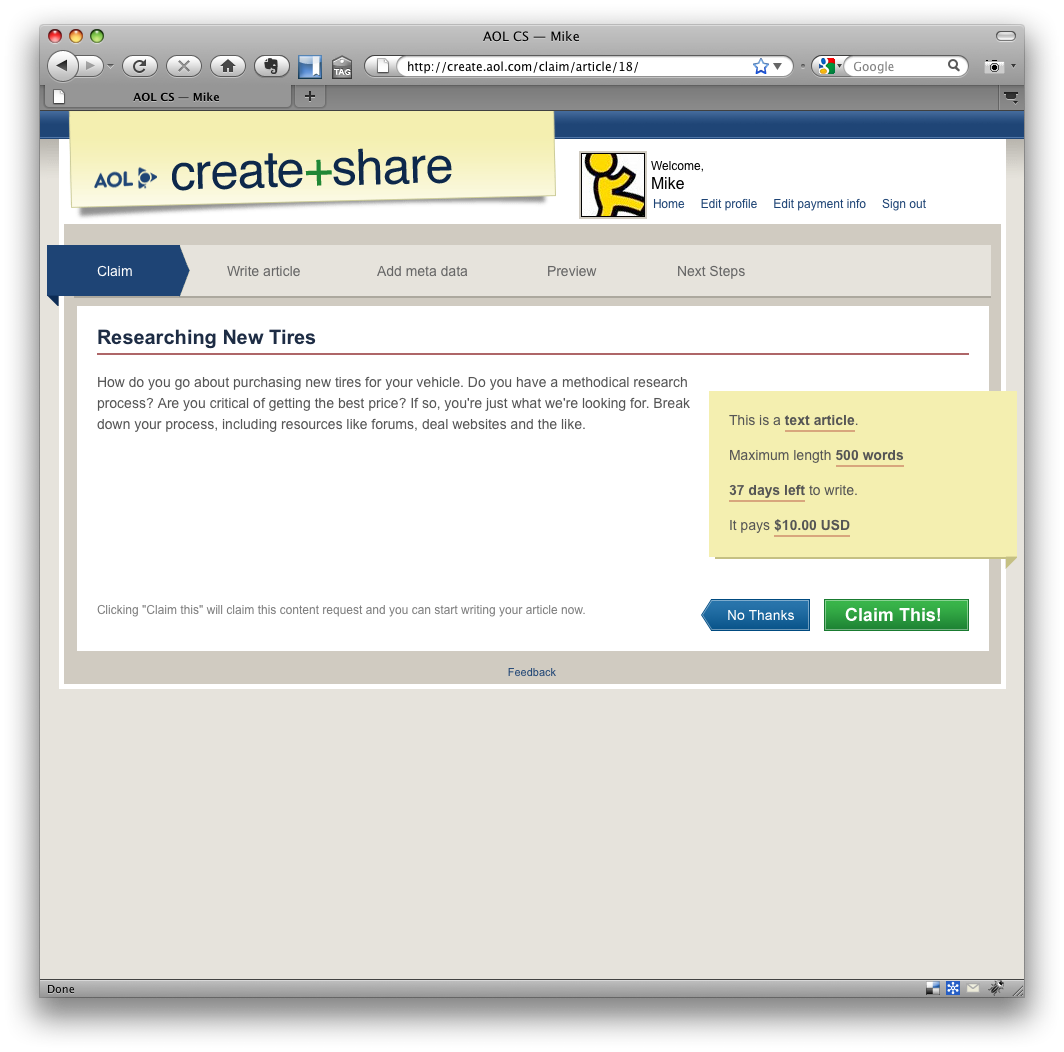 AOL CS — Mike
TAG
http://create.aol.com/claim/article/18/
Google
AOL CS — Mike
+
AOL create+share
Welcome,
Mike
Home Edit profile Edit payment info Sign out
Claim Write article Add meta data Preview Next Steps
Researching New Tires
How do you go about purchasing new tires for your vehicle. Do you have a methodical research
process? Are you critical of getting the best price? If so, you're just what we're looking for. Break
down your process, including resources like forums, deal websites and the like.
This is a text article.
Maximum length 500 words
37 days left to write.
It pays $10.00 USD
Clicking "Claim this" will claim this content request and you can start writing your article now.
No Thanks
Claim This!
Feedback
Done